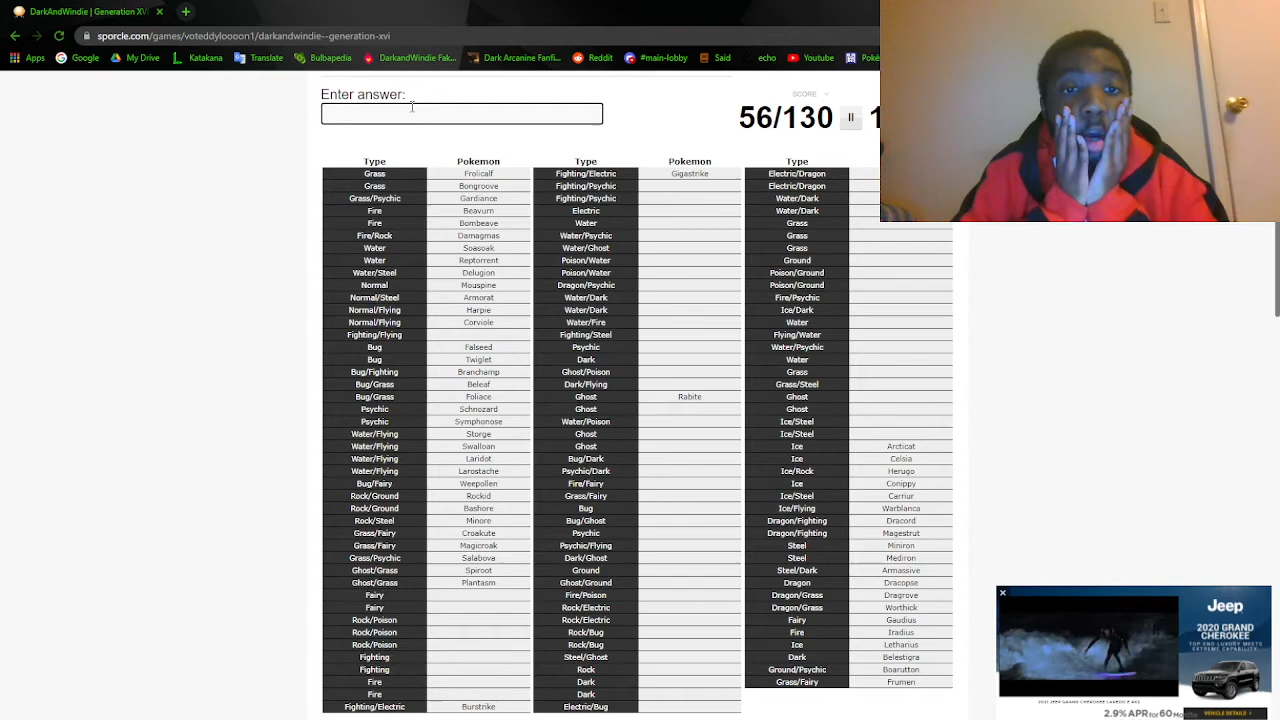 DarkAndWindie | Generation XVI
sporcle.com/games/voteddyloooon1/darkandwindie--generation-xvi
Apps Google My Drive Katakana Translate Bulbapedia DarkandWindie Fak... Dark Arcanine Fanfi... Reddit #main-lobby Said echo Youtube Poké
Enter answer:
SCORE
56/130
Type Pokemon Type Pokemon Type
Grass Frolicalf Fighting/Electric Gigastrike Electric/Dragon
Grass Bongroove Fighting/Psychic Electric/Dragon
Grass/Psychic Gardiance Fighting/Psychic Water/Dark
Fire Beavurn Electric Water/Dark
Fire Bombeave Water Grass
Fire/Rock Damagmas Water/Psychic Grass
Water Soasoak Water/Ghost Grass
Water Reptorrent Poison/Water Ground
Water/Steel Delugion Poison/Water Poison/Ground
Normal Mouspine Dragon/Psychic Poison/Ground
Normal/Steel Armorat Water/Dark Fire/Psychic
Normal/Flying Harpie Water/Dark Ice/Dark
Normal/Flying Corviole Water/Fire Water
Fighting/Flying Fighting/Steel Flying/Water
Bug Falseed Psychic Water/Psychic
Bug Twiglet Dark Water
Bug/Fighting Branchamp Ghost/Poison Grass
Bug/Grass Beleaf Dark/Flying Grass/Steel
Bug/Grass Foliace Ghost Rabite Ghost
Psychic Schnozard Ghost Ghost
Psychic Symphonose Water/Poison Ice/Steel
Water/Flying Storge Ghost Ice/Steel
Water/Flying Swalloan Ghost Ice Arcticat
Water/Flying Laridot Bug/Dark Ice Celsia
Water/Flying Larostache Psychic/Dark Ice/Rock Herugo
Bug/Fairy Weepollen Fire/Fairy Ice Conippy
Rock/Ground Rockid Grass/Fairy Ice/Steel Carriur
Rock/Ground Bashore Bug Ice/Flying Warblanca
Rock/Steel Minore Bug/Ghost Dragon/Fighting Dracord
Grass/Fairy Croakute Psychic Dragon/Fighting Magestrut
Grass/Fairy Magicroak Psychic/Flying Steel Miniron
Grass/Psychic Salabova Dark/Ghost Steel Mediron
Ghost/Grass Spiroot Ground Steel/Dark Armassive
Ghost/Grass Plantasm Ghost/Ground Dragon Dracopse
Fairy Fire/Poison Dragon/Grass Dragrove
Fairy Rock/Electric Dragon/Grass Worthick
Rock/Poison Rock/Electric Fairy Gaudius
Rock/Poison Rock/Bug Fire Iradius
Rock/Poison Steel/Ghost Ice Lethanius
Fighting Steel/Ghost Dark Belestigra
Fighting Rock Ground/Psychic Boarutton
Fire Dark Grass/Fairy Frumen
Fire Dark
Fighting/Electric Burstrike Electric/Bug
Jeep
2020 GRAND
CHEROKEE
TOP END LUXURY MEETS
EXTREME CAPABILITY.
2.9% APR for 60 Months
VEHICLE DETAILS >